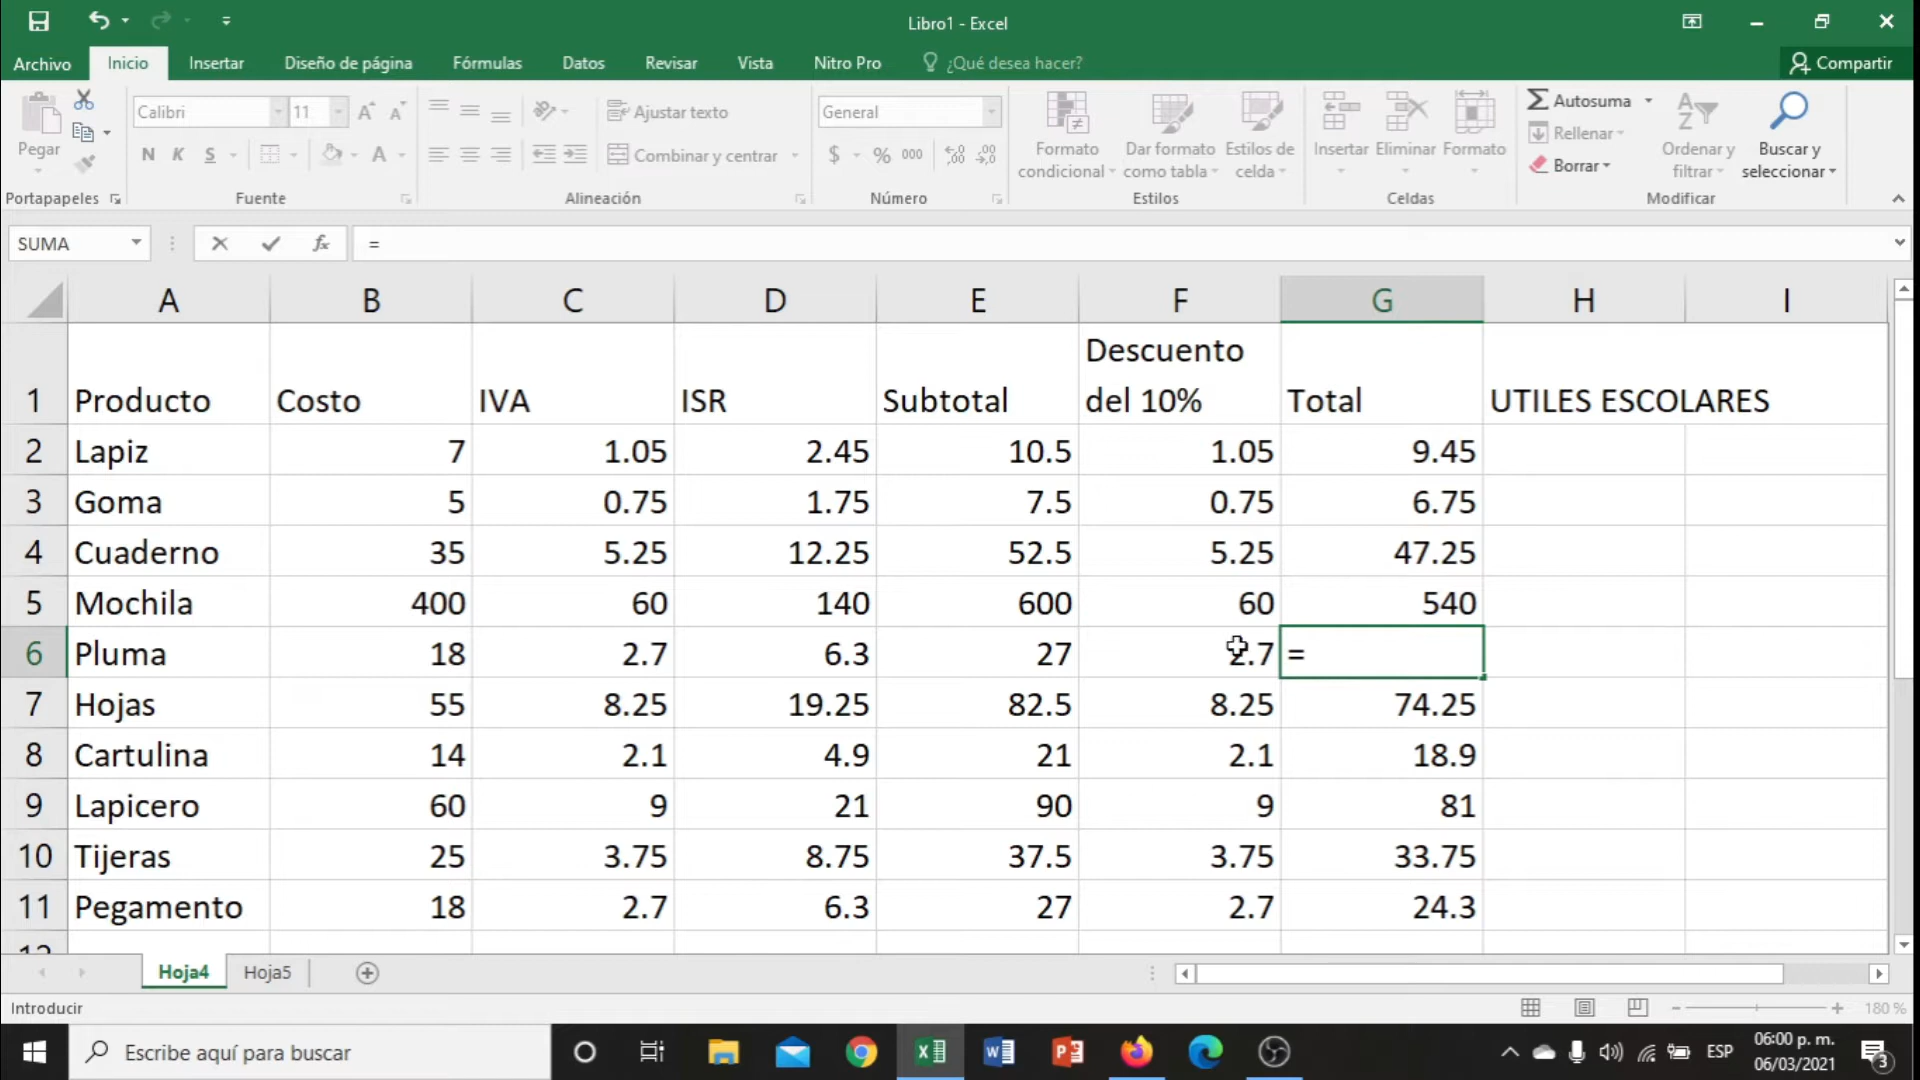 Libro1 - Excel
Archivo Inicio Insertar Diseño de página Fórmulas Datos Revisar Vista Nitro Pro ¿Qué desea hacer? Compartir
Pegar
Calibri 11
N K S
Ajustar texto
Combinar y centrar
General
$ % 000
Formato condicional
Dar formato como tabla
Estilos de celda
Insertar Eliminar Formato
Autosuma
Rellenar
Borrar
Ordenar y filtrar
Buscar y seleccionar
Portapapeles Fuente Alineación Número Estilos Celdas Modificar
SUMA fx =
A B C D E F G H I
1 Producto Costo IVA ISR Subtotal Descuento del 10% Total UTILES ESCOLARES
2 Lapiz 7 1.05 2.45 10.5 1.05 9.45
3 Goma 5 0.75 1.75 7.5 0.75 6.75
4 Cuaderno 35 5.25 12.25 52.5 5.25 47.25
5 Mochila 400 60 140 600 60 540
6 Pluma 18 2.7 6.3 27 2.7 =
7 Hojas 55 8.25 19.25 82.5 8.25 74.25
8 Cartulina 14 2.1 4.9 21 2.1 18.9
9 Lapicero 60 9 21 90 9 81
10 Tijeras 25 3.75 8.75 37.5 3.75 33.75
11 Pegamento 18 2.7 6.3 27 2.7 24.3
12
Hoja4 Hoja5
Introducir 180 %
Escribe aquí para buscar
ESP
06:00 p. m.
06/03/2021
3